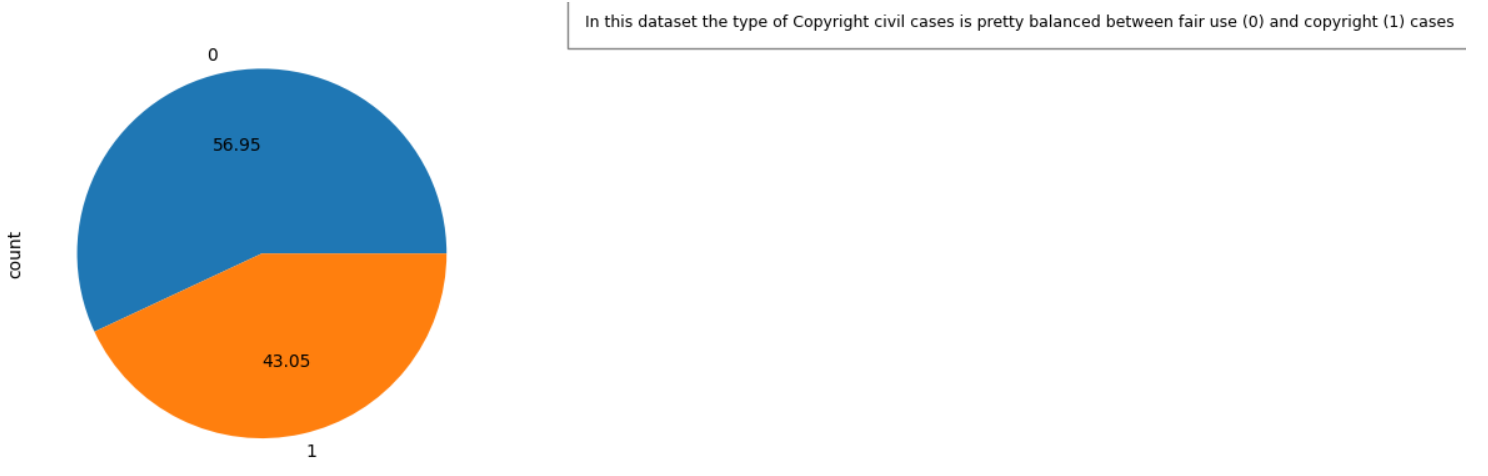 In this dataset the type of Copyright civil cases is pretty balanced between fair use (0) and copyright (1) cases
0
56.95
count
43.05
1